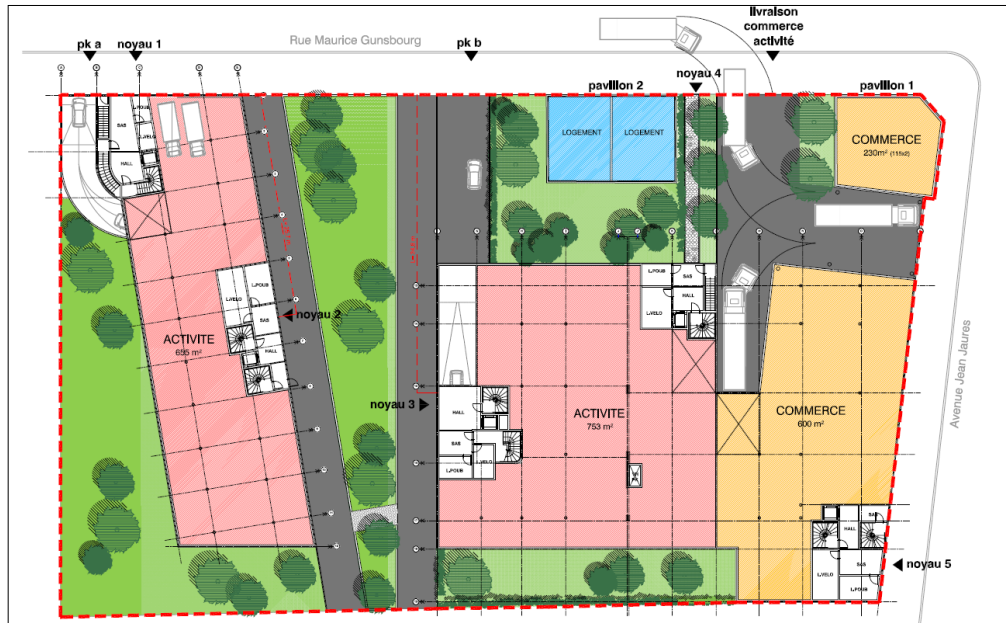 livraison
commerce
activité
Rue Maurice Gunsbourg
pk a
noyau 1
pk b
noyau 4
pavillon 2
pavillon 1
L.POUB
SAS
L.VELO
HALL
LOGEMENT
LOGEMENT
COMMERCE
230m² (115x2)
L.VELO
L.POUB
SAS
HALL
noyau 2
ACTIVITE
655 m²
L.POUB
SAS
L.VELO
HALL
noyau 3
HALL
SAS
L.POUB
L.VELO
ACTIVITE
753 m²
COMMERCE
600 m²
Avenue Jean Jaures
SAS
HALL
SAS
L.VELO
L.POUB
noyau 5